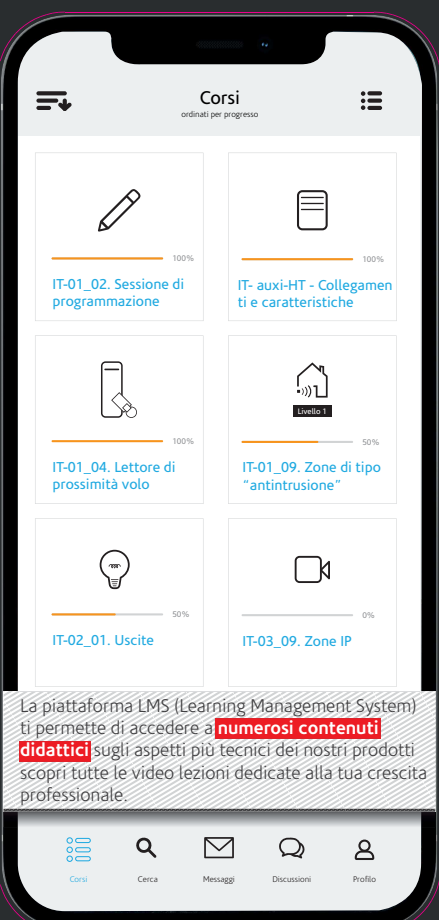 Corsi
ordinati per progresso
100%
IT-01_02. Sessione di
programmazione
100%
IT- auxi-HT - Collegamen
ti e caratteristiche
100%
IT-01_04. Lettore di
prossimità volo
Livello 1
50%
IT-01_09. Zone di tipo
“antintrusione”
50%
IT-02_01. Uscite
0%
IT-03_09. Zone IP
La piattaforma LMS (Learning Management System)
ti permette di accedere a numerosi contenuti
didattici sugli aspetti più tecnici dei nostri prodotti
scopri tutte le video lezioni dedicate alla tua crescita
professionale.
Corsi
Cerca
Messaggi
Discussioni
Profilo